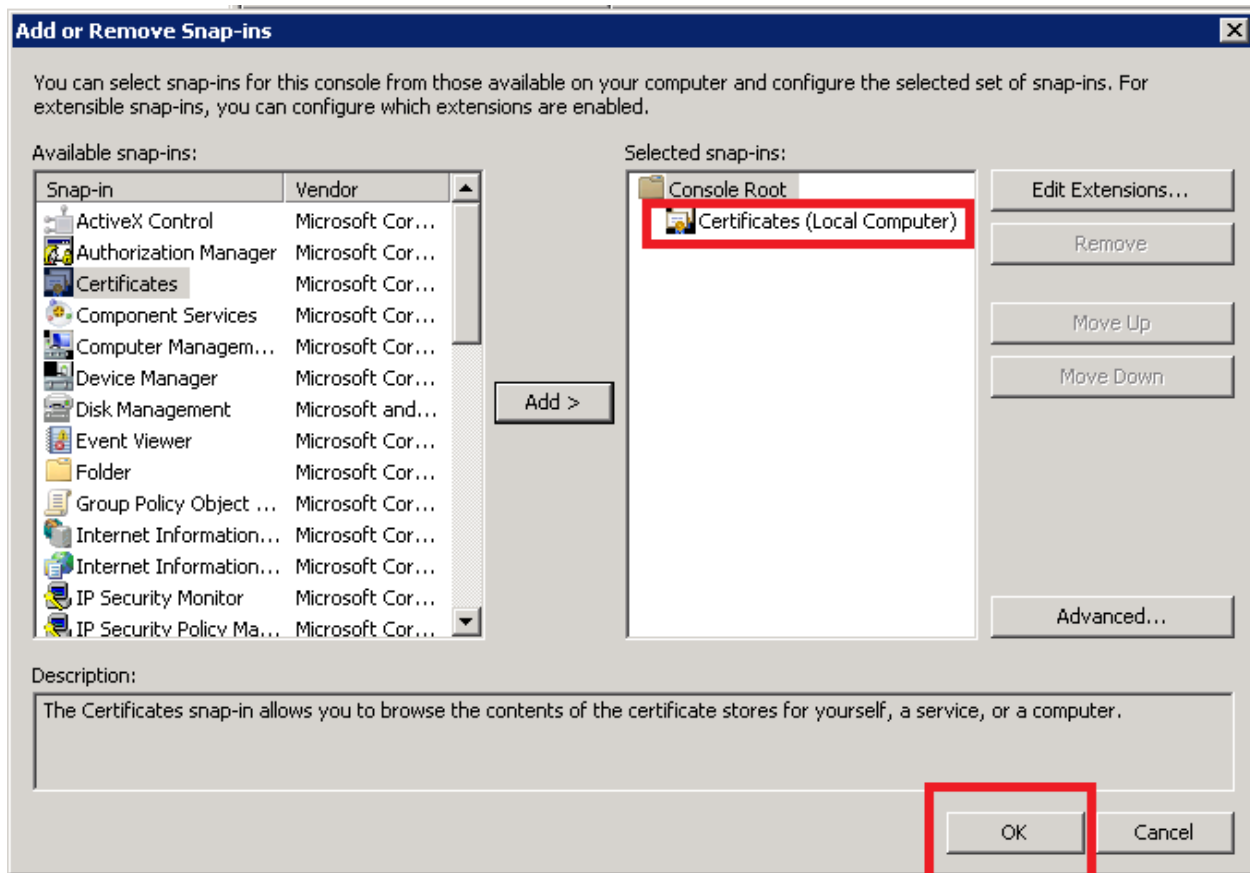 Add or Remove Snap-ins
You can select snap-ins for this console from those available on your computer and configure the selected set of snap-ins. For
extensible snap-ins, you can configure which extensions are enabled.
Available snap-ins:
Snap-in Vendor
ActiveX Control Microsoft Cor...
Authorization Manager Microsoft Cor...
Certificates Microsoft Cor...
Component Services Microsoft Cor...
Computer Managem... Microsoft Cor...
Device Manager Microsoft Cor...
Disk Management Microsoft and...
Event Viewer Microsoft Cor...
Folder Microsoft Cor...
Group Policy Object ... Microsoft Cor...
Internet Information... Microsoft Cor...
Internet Information... Microsoft Cor...
IP Security Monitor Microsoft Cor...
IP Security Policy Ma... Microsoft Cor...
Add >
Selected snap-ins:
Console Root
Certificates (Local Computer)
Edit Extensions...
Remove
Move Up
Move Down
Advanced...
Description:
The Certificates snap-in allows you to browse the contents of the certificate stores for yourself, a service, or a computer.
OK
Cancel